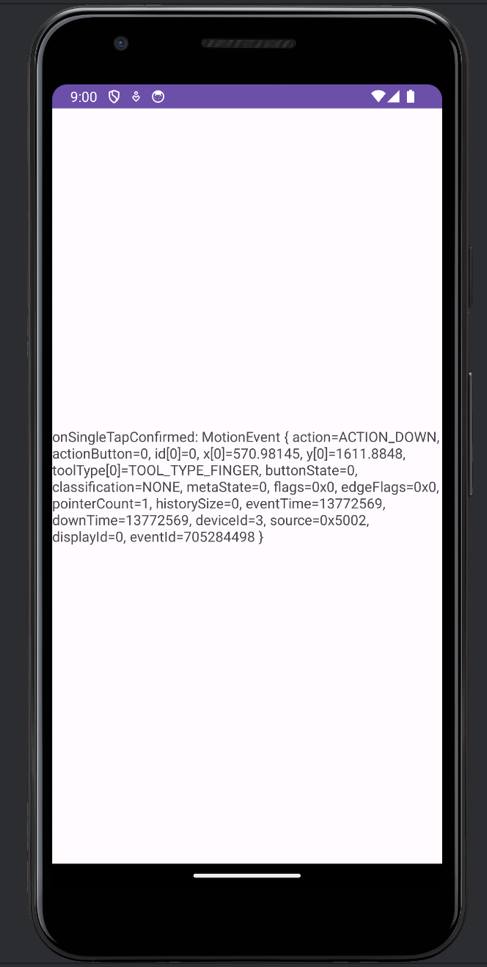 9:00
onSingleTapConfirmed: MotionEvent { action=ACTION_DOWN,
actionButton=0, id[0]=0, x[0]=570.98145, y[0]=1611.8848,
toolType[0]=TOOL_TYPE_FINGER, buttonState=0,
classification=NONE, metaState=0, flags=0x0, edgeFlags=0x0,
pointerCount=1, historySize=0, eventTime=13772569,
downTime=13772569, deviceId=3, source=0x5002,
displayId=0, eventId=705284498 }